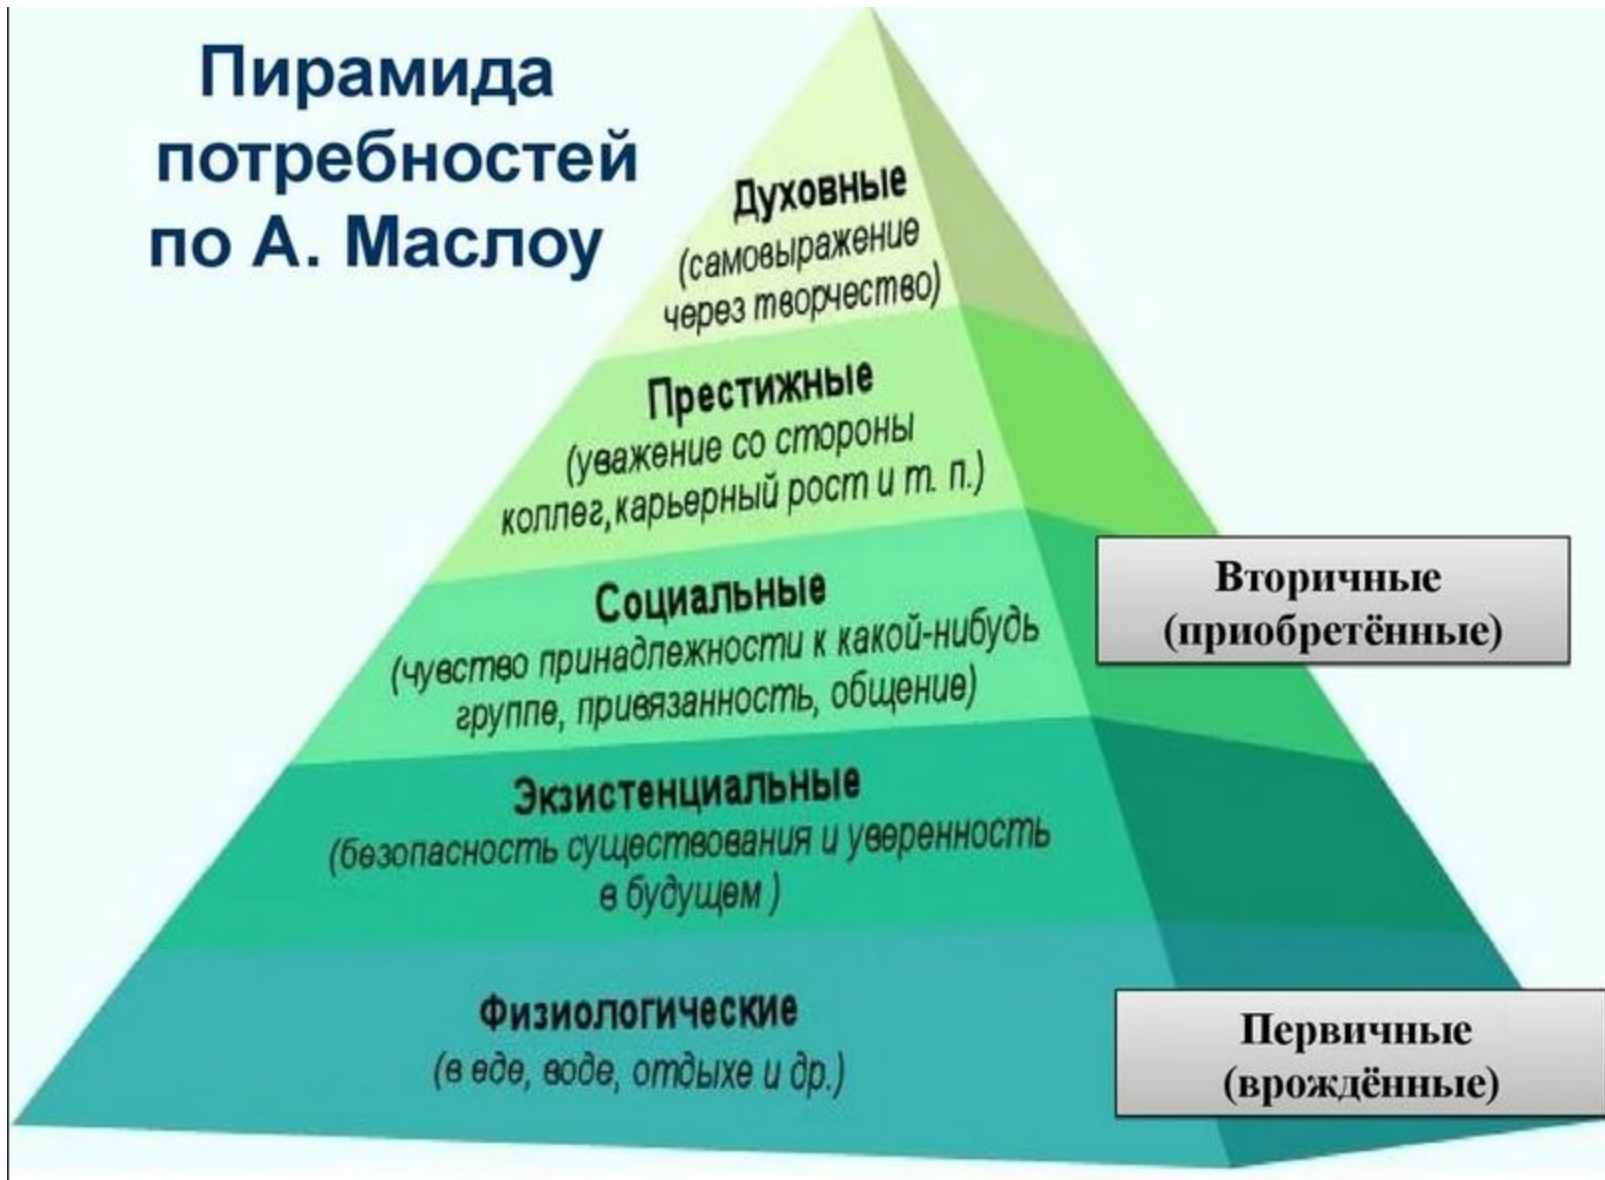 Пирамида
потребностей
по А. Маслоу
Духовные
(самовыражение
через творчество)
Престижные
(уважение со стороны
коллег,карьерный рост и т. п.)
Социальные
(чувство принадлежности к какой-нибудь
группе, привязанность, общение)
Вторичные
(приобретённые)
Экзистенциальные
(безопасность существования и уверенность
в будущем )
Физиологические
(в еде, воде, отдыхе и др.)
Первичные
(врождённые)